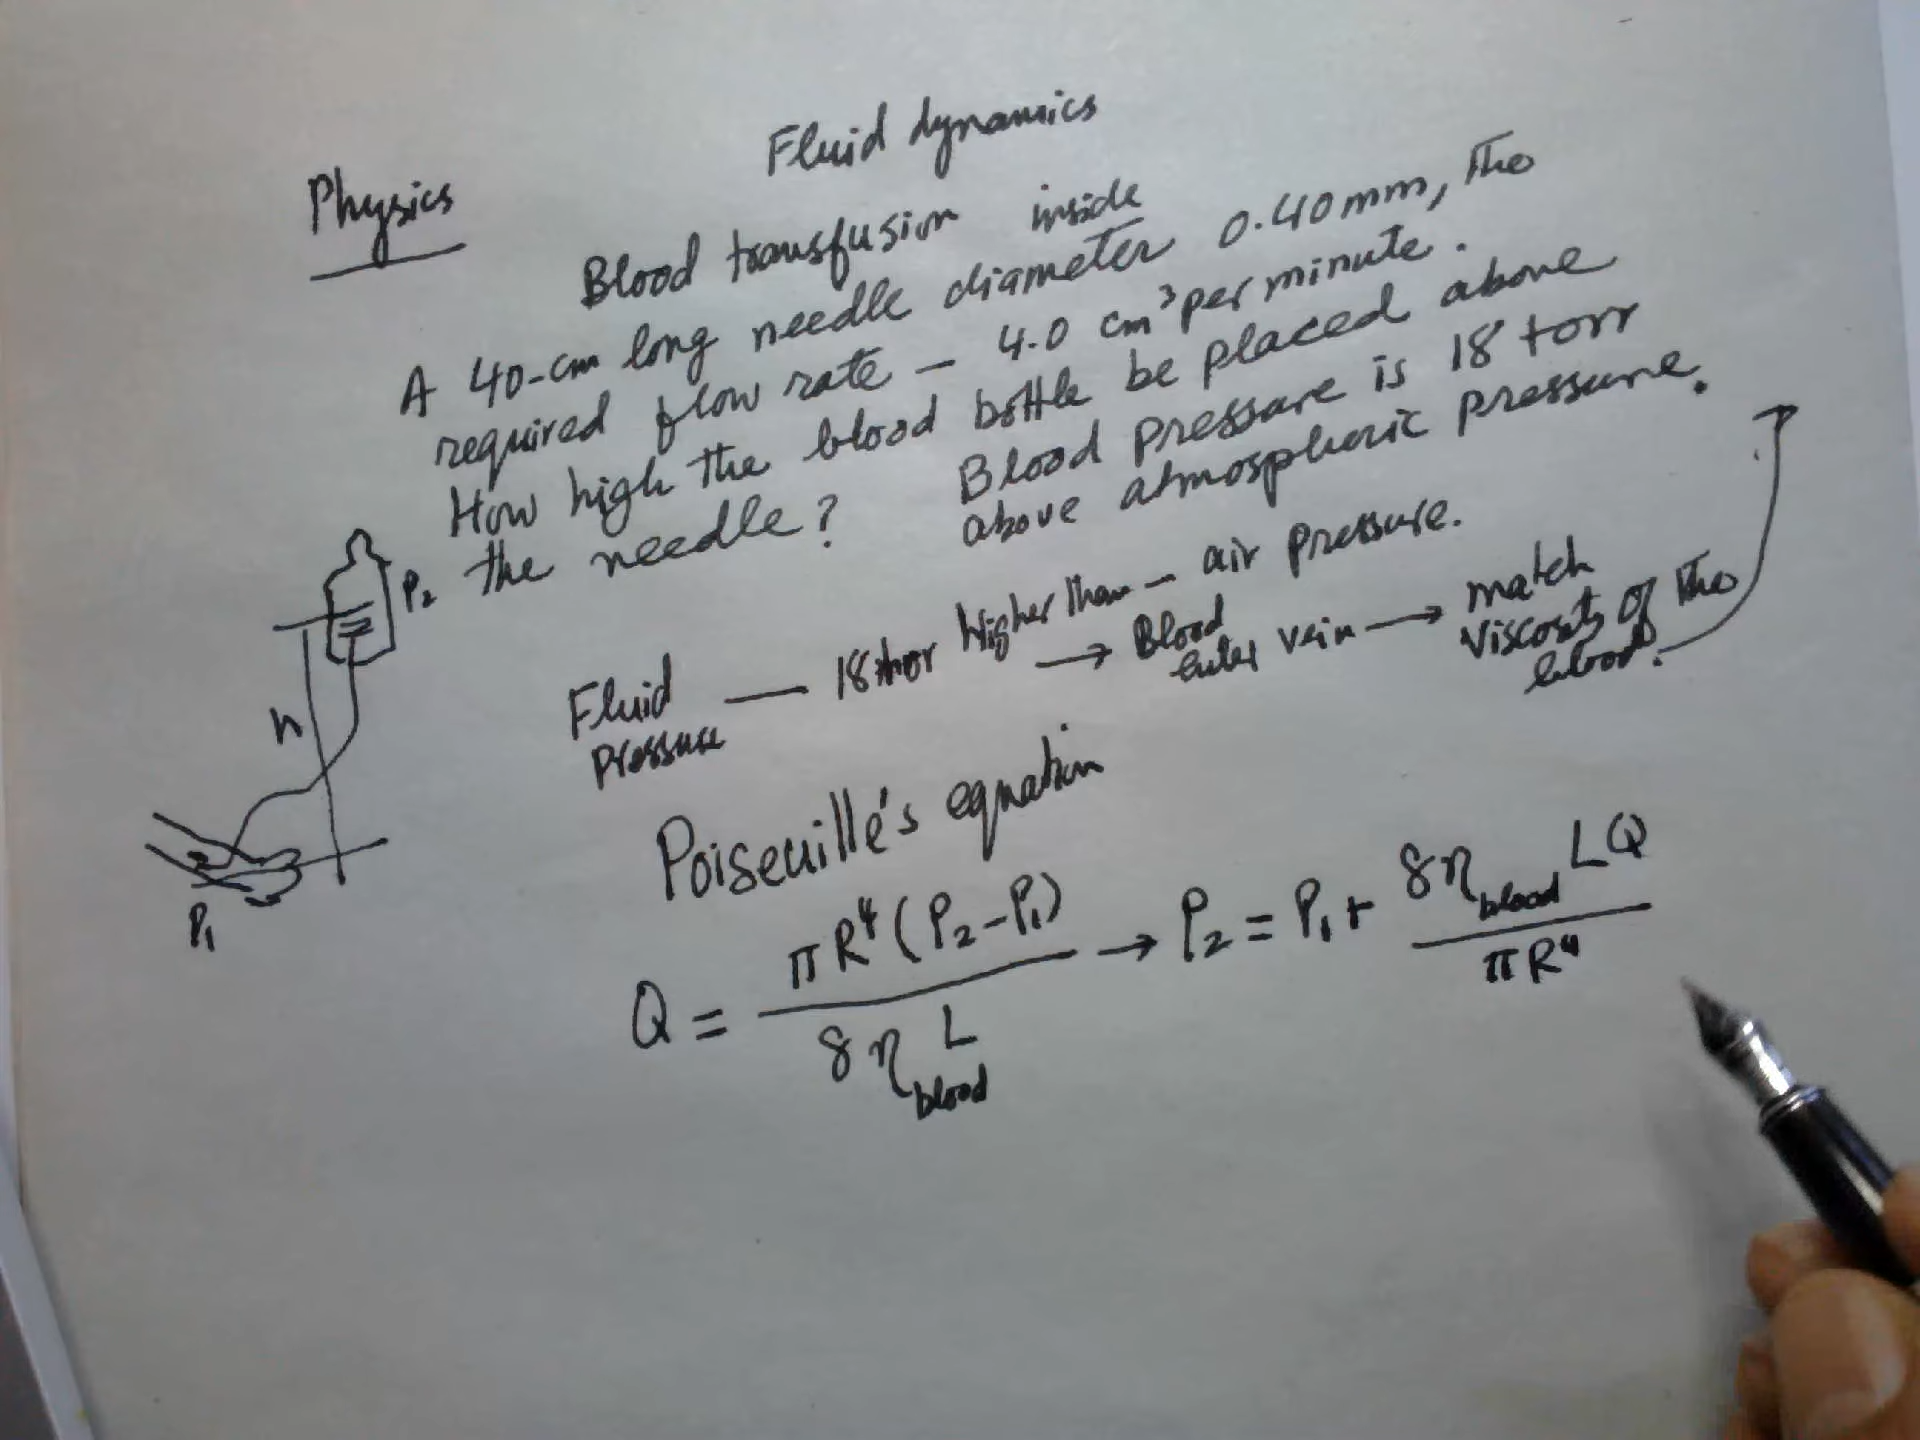 Physics
Fluid dynamics
Blood transfusion inside
A 40-cm long needle diameter 0.40mm, The
required flow rate — 4.0 cm³ per minute.
How high the blood bottle be placed above
the needle? Blood pressure is 18 torr
above atmospheric pressure.
P₂
h
P₁
Fluid pressure — 18 torr higher than — air pressure.
→ Blood enter vein → match viscosity of the blood.
Poiseuille's equation
Q = πR⁴(P₂-P₁) / 8η_blood L → P₂ = P₁ + 8η_blood LQ / πR⁴